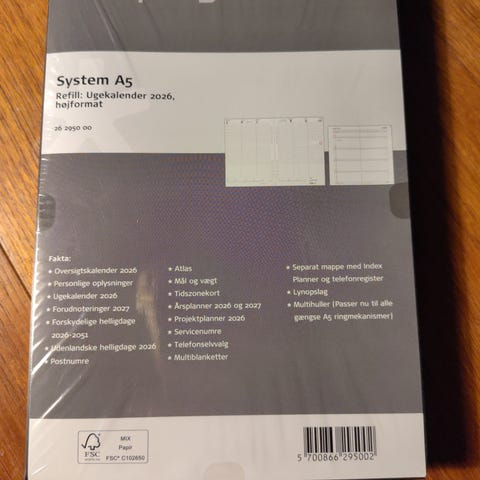 System A5
Refill: Ugekalender 2026,
højformat
26 2950 00
Fakta:
★ Oversigtskalender 2026
★ Personlige oplysninger
★ Ugekalender 2026
★ Forudnoteringer 2027
★ Forskydelige helligdage
2026-2051
★ Udenlandske helligdage 2026
★ Postnumre
★ Atlas
★ Mål og vægt
★ Tidszonekort
★ Årsplanner 2026 og 2027
★ Projektplanner 2026
★ Servicenumre
★ Telefonselvvalg
★ Multiblanketter
★ Separat mappe med Index
Planner og telefonregister
★ Lynopslag
★ Multihuller (Passer nu til alle
gængse A5 ringmekanismer)
FSC
MIX
Papir
FSC® C102650
5 700866 295002